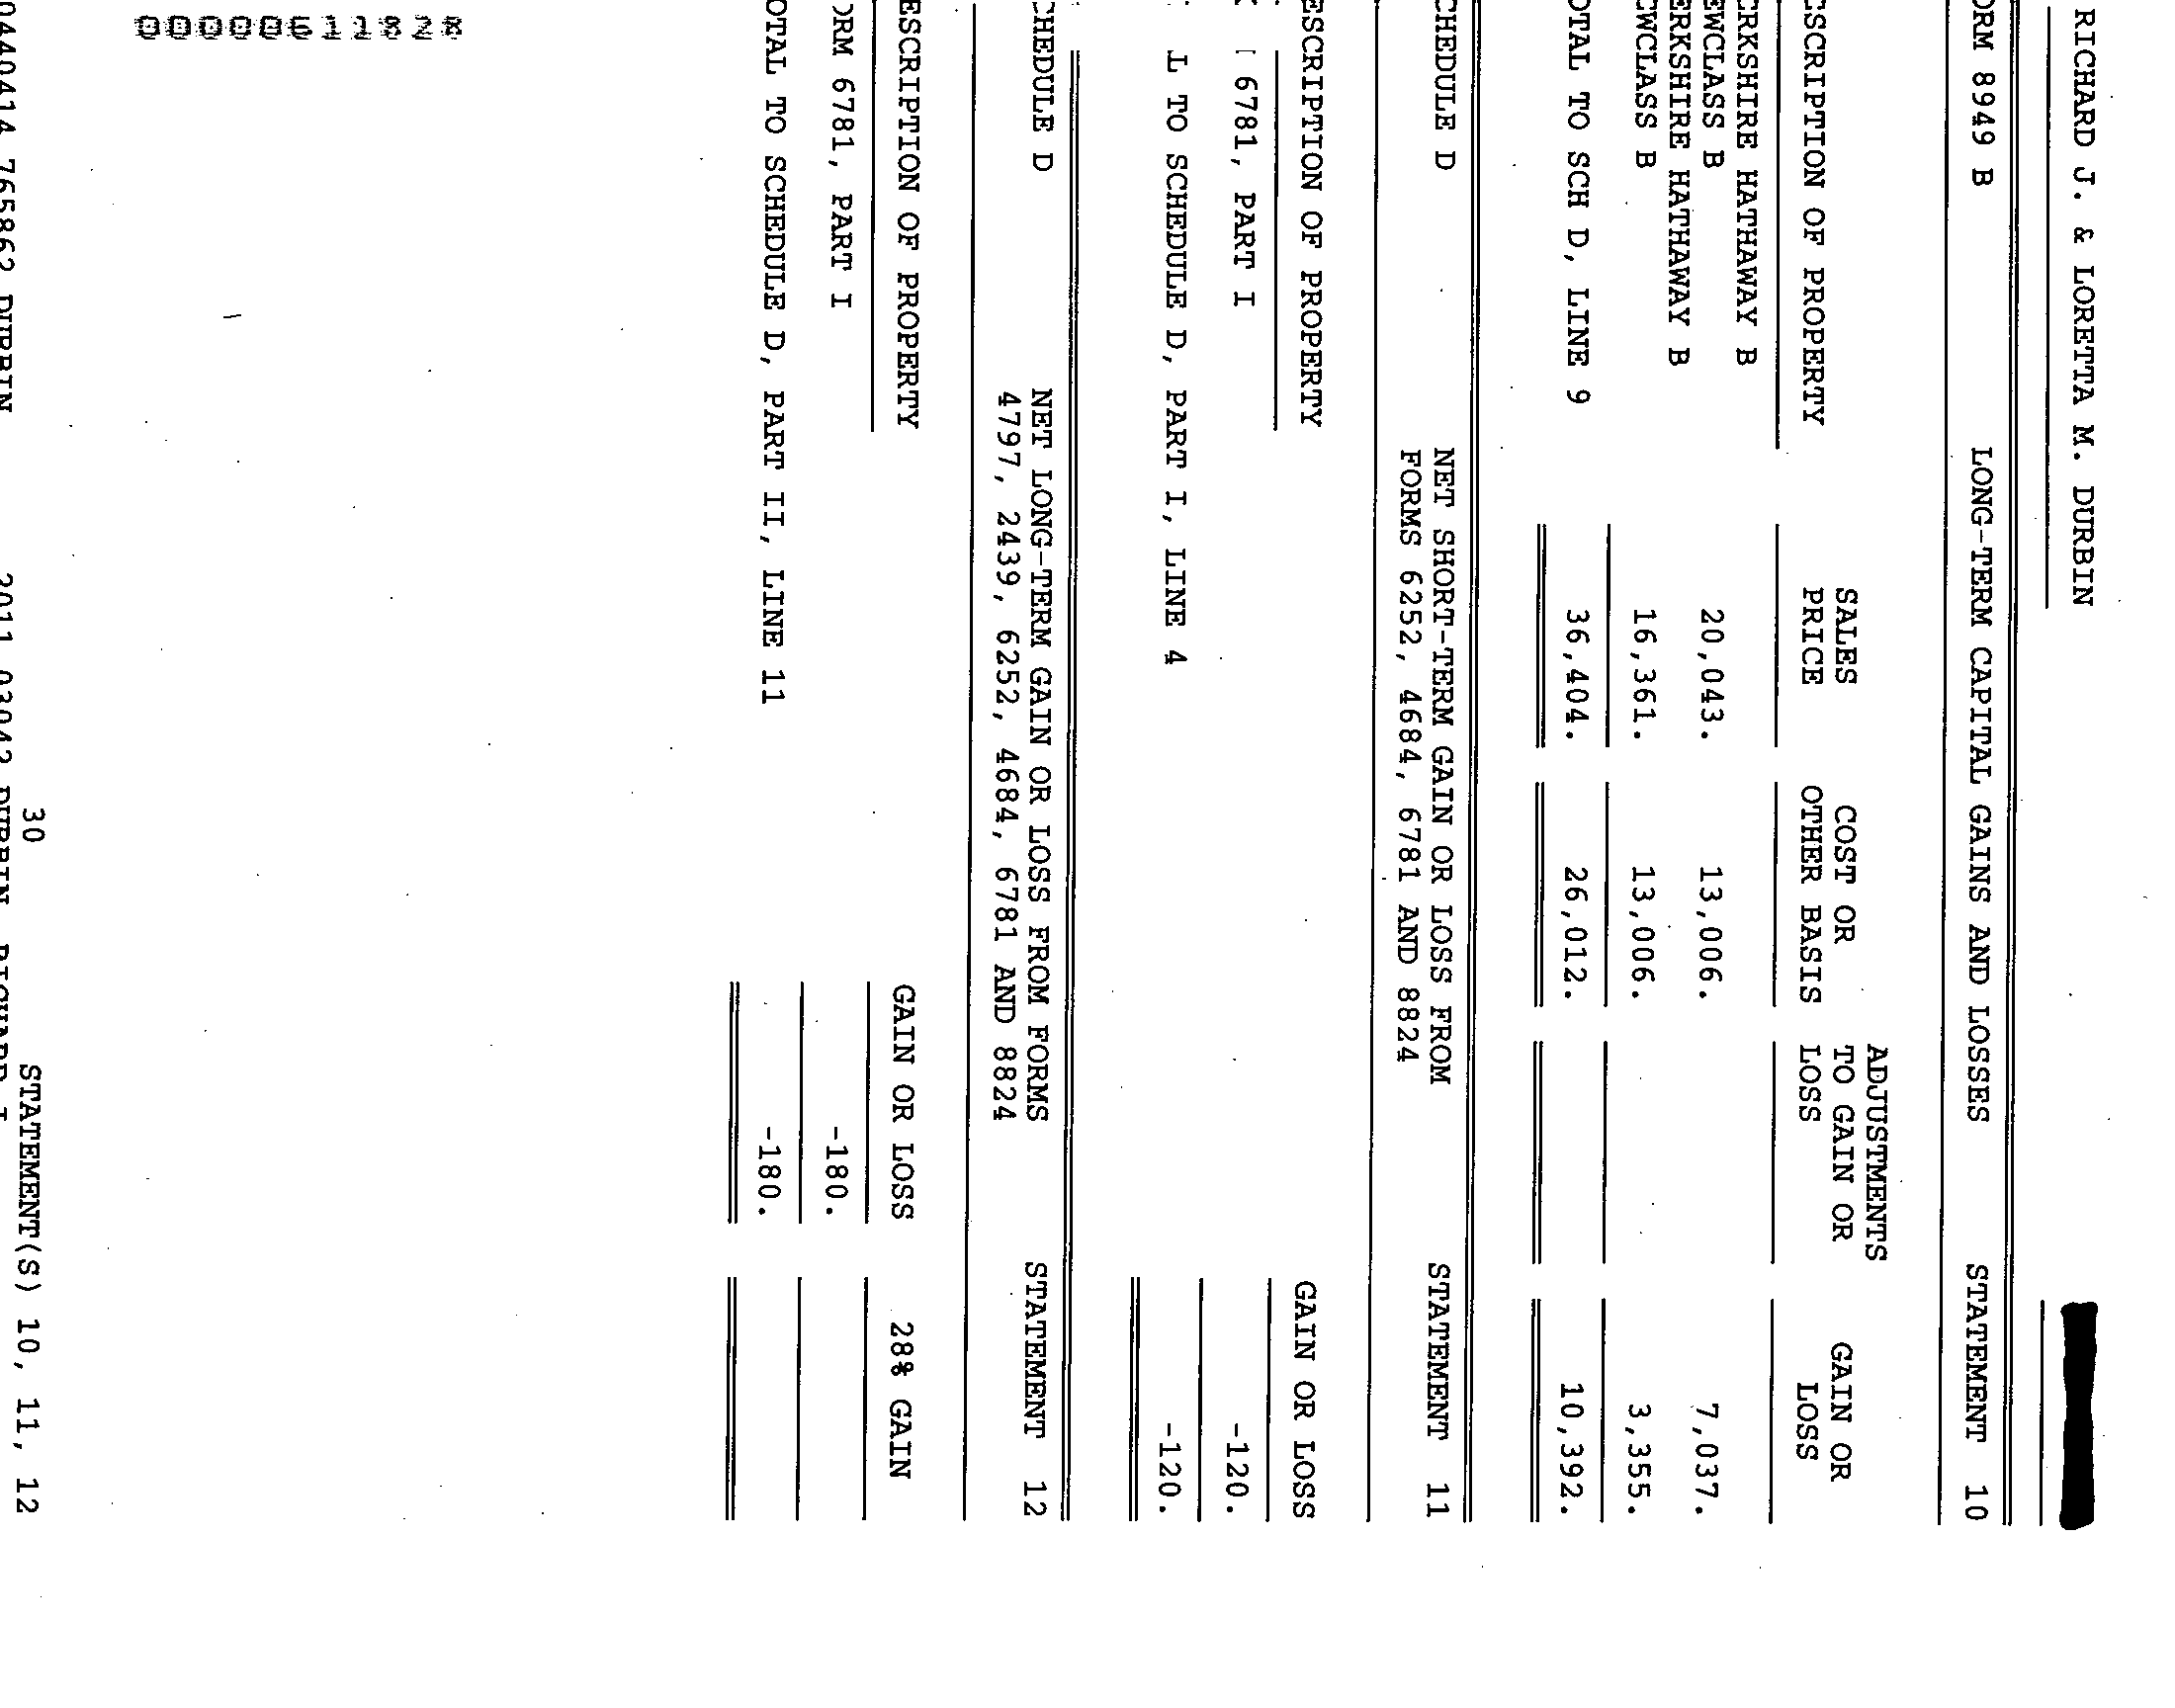 RICHARD J. & LORETTA M. DURBIN
ORM 8949 B LONG-TERM CAPITAL GAINS AND LOSSES STATEMENT 10
ADJUSTMENTS
SALES COST OR TO GAIN OR GAIN OR
ESCRIPTION OF PROPERTY PRICE OTHER BASIS LOSS LOSS
ERKSHIRE HATHAWAY B
EWCLASS B 20,043. 13,006. 7,037.
ERKSHIRE HATHAWAY B
EWCLASS B 16,361. 13,006. 3,355.
OTAL TO SCH D, LINE 9 36,404. 26,012. 10,392.
CHEDULE D NET SHORT-TERM GAIN OR LOSS FROM STATEMENT 11
FORMS 6252, 4684, 6781 AND 8824
ESCRIPTION OF PROPERTY GAIN OR LOSS
6781, PART I -120.
L TO SCHEDULE D, PART I, LINE 4 -120.
CHEDULE D NET LONG-TERM GAIN OR LOSS FROM FORMS STATEMENT 12
4797, 2439, 6252, 4684, 6781 AND 8824
ESCRIPTION OF PROPERTY GAIN OR LOSS 28% GAIN
ORM 6781, PART I -180.
OTAL TO SCHEDULE D, PART II, LINE 11 -180.
00000611828
30 STATEMENT(S) 10, 11, 12
0440414 765862 DURBIN 2011.03042 DURBIN, RICHARD J